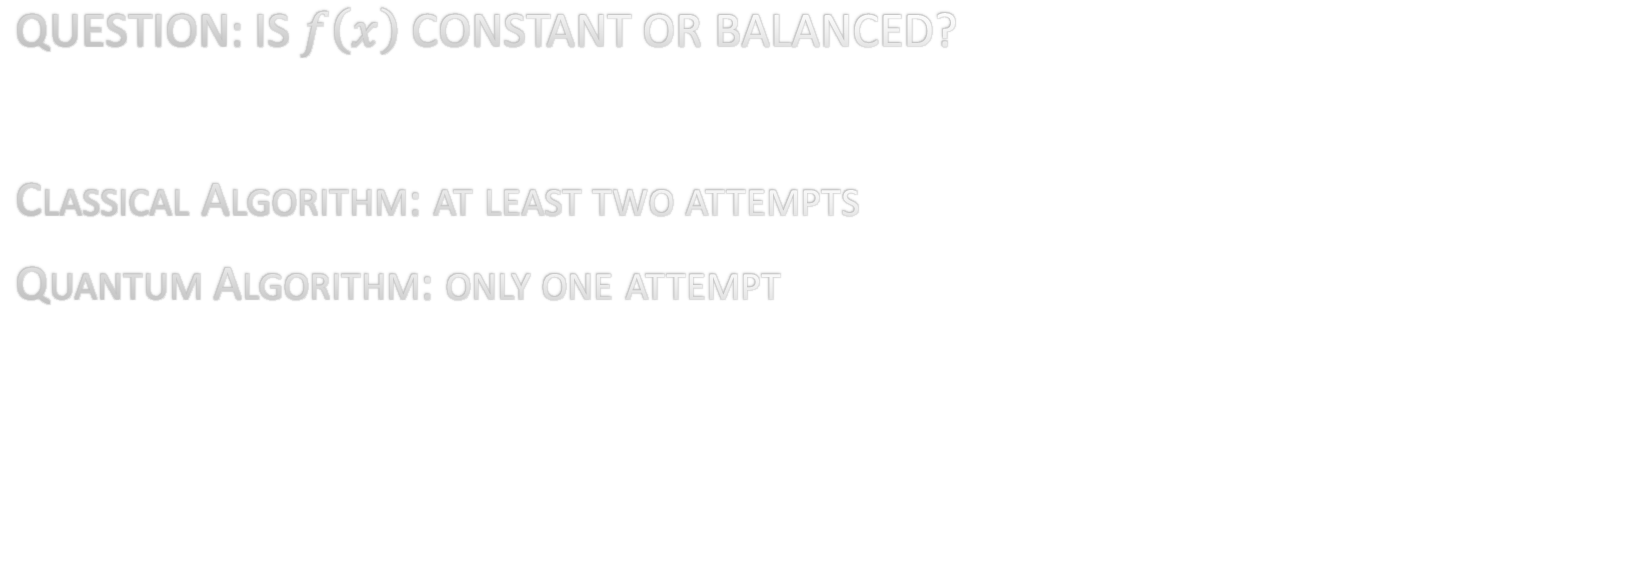 QUESTION: IS f(x) CONSTANT OR BALANCED?
CLASSICAL ALGORITHM: AT LEAST TWO ATTEMPTS
QUANTUM ALGORITHM: ONLY ONE ATTEMPT